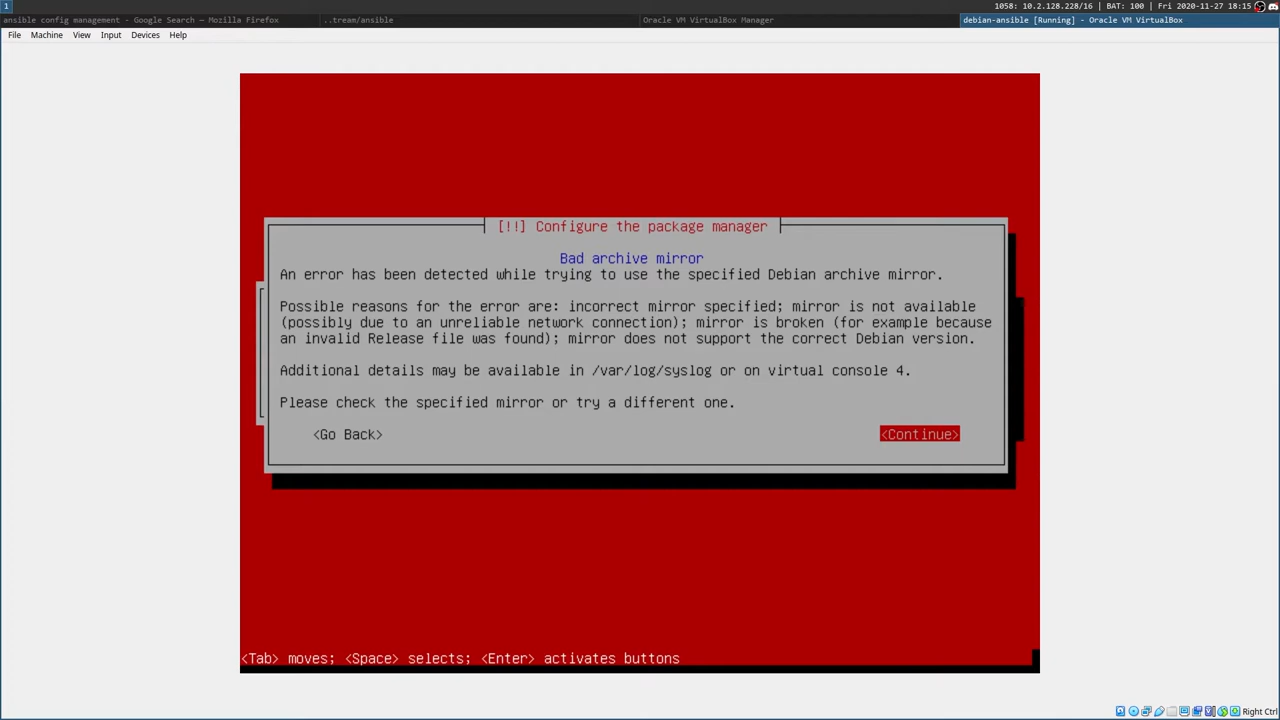 1
1058: 10.2.128.228/16 | BAT: 100 | Fri 2020-11-27 18:15
ansible config management - Google Search - Mozilla Firefox
..tream/ansible
Oracle VM VirtualBox Manager
debian-ansible [Running] - Oracle VM VirtualBox
File Machine View Input Devices Help
[!!] Configure the package manager
Bad archive mirror
An error has been detected while trying to use the specified Debian archive mirror.
Possible reasons for the error are: incorrect mirror specified; mirror is not available
(possibly due to an unreliable network connection); mirror is broken (for example because
an invalid Release file was found); mirror does not support the correct Debian version.
Additional details may be available in /var/log/syslog or on virtual console 4.
Please check the specified mirror or try a different one.
<Go Back> <Continue>
<Tab> moves; <Space> selects; <Enter> activates buttons
Right Ctrl